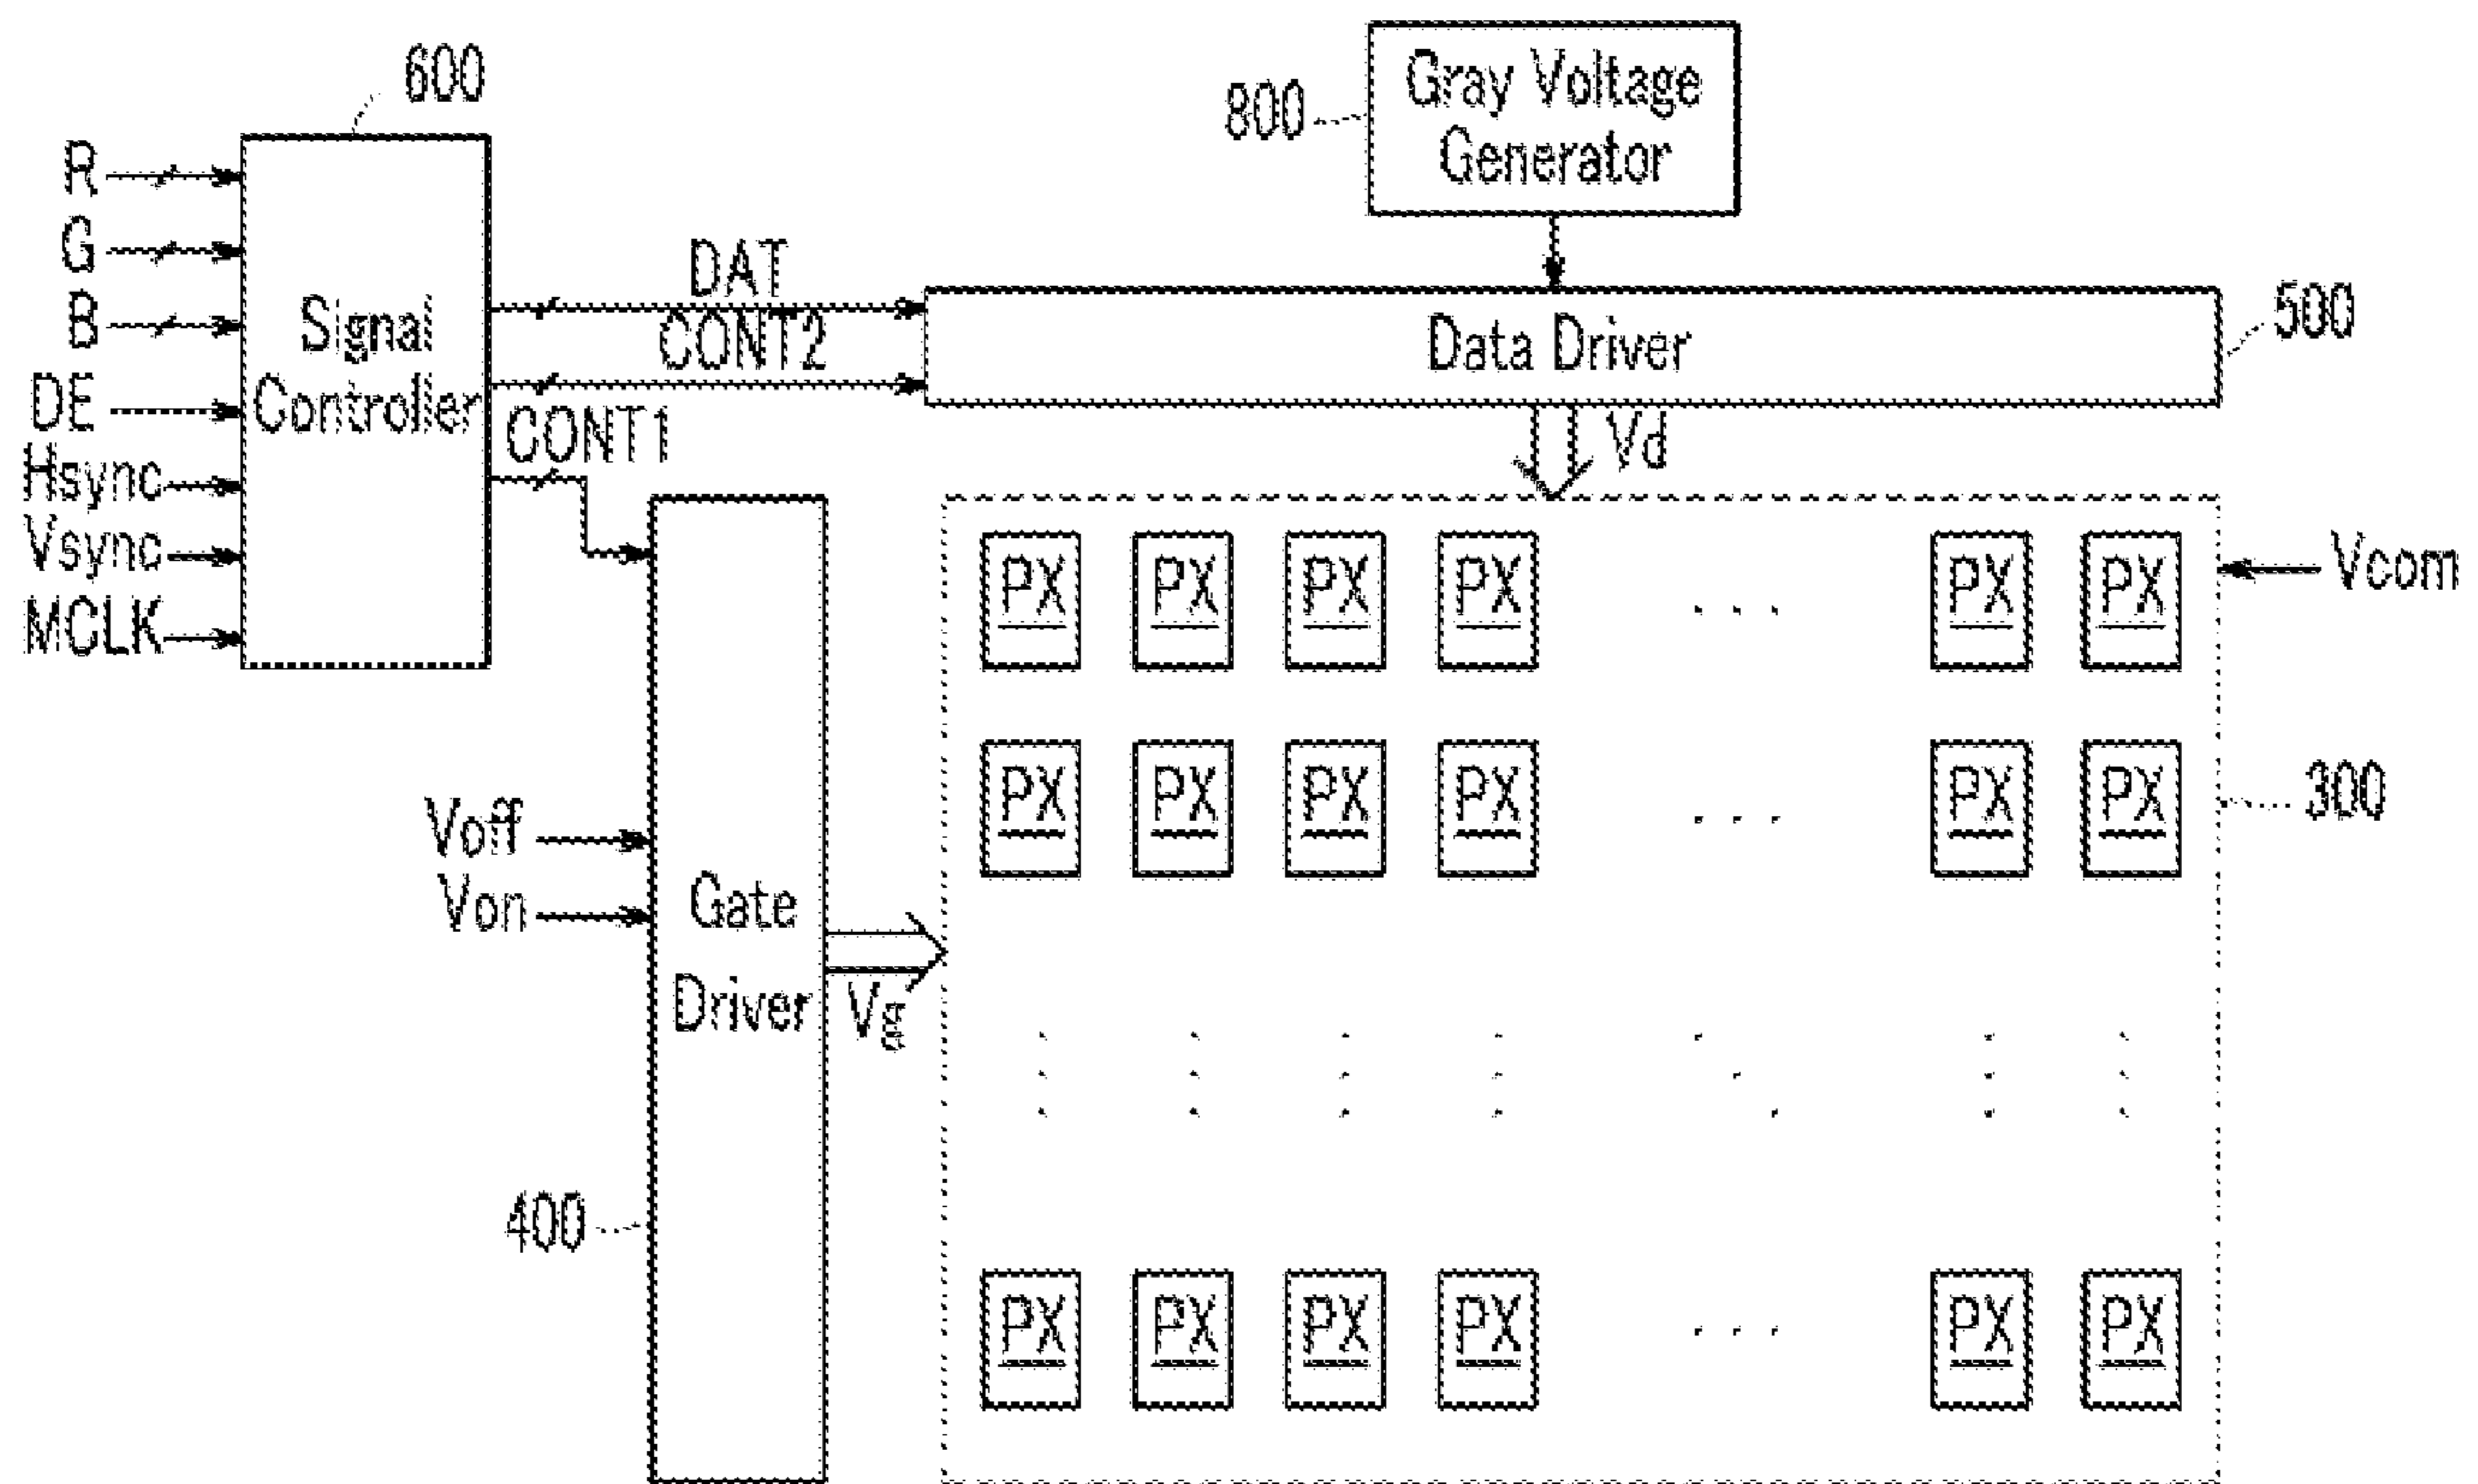 600
800
Gray Voltage
Generator
R
G
B
DE
Hsync
Vsync
MCLK
Signal
Controller
DAT
CONT2
CONT1
Data Driver
500
Vd
Vcom
PX PX PX PX ... PX PX
PX PX PX PX ... PX PX
300
Voff
Von
Gate
Driver
Vg
400
PX PX PX PX ... PX PX